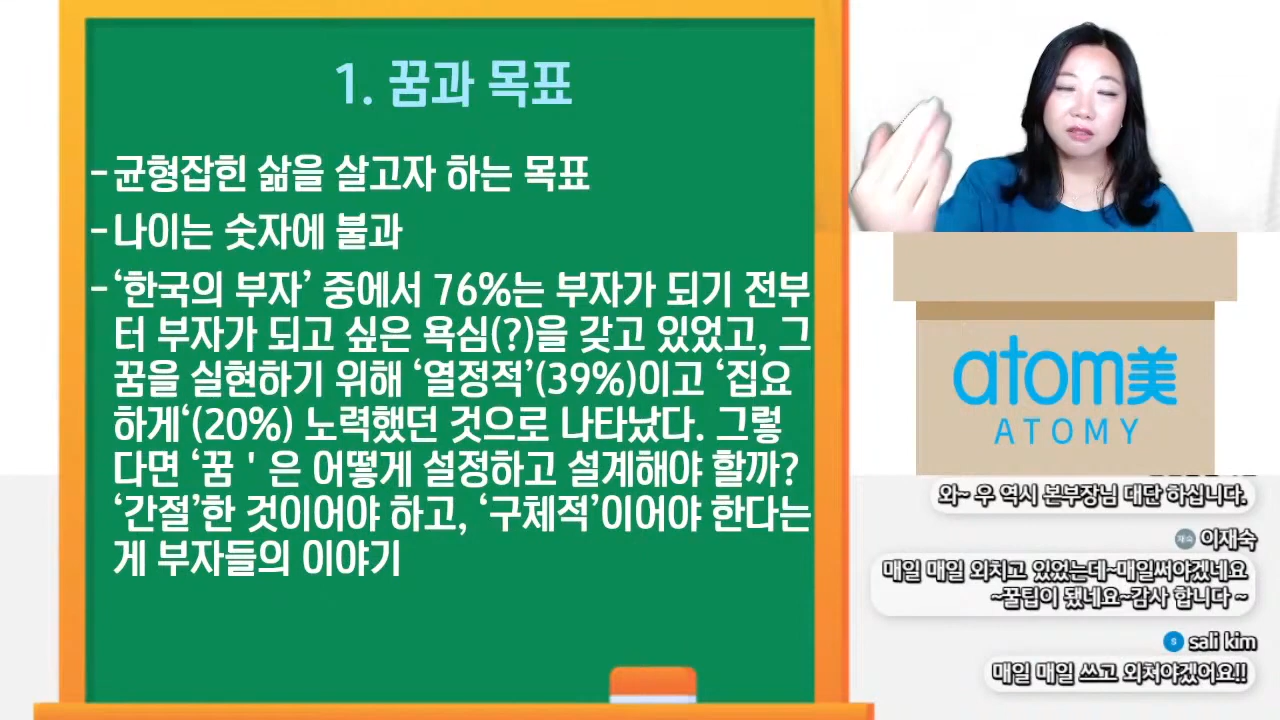 1. 꿈과 목표
- 균형잡힌 삶을 살고자 하는 목표
- 나이는 숫자에 불과
- ‘한국의 부자’ 중에서 76%는 부자가 되기 전부
터 부자가 되고 싶은 욕심(?)을 갖고 있었고, 그
꿈을 실현하기 위해 ‘열정적’(39%)이고 ‘집요
하게‘(20%) 노력했던 것으로 나타났다. 그렇
다면 ‘꿈 ' 은 어떻게 설정하고 설계해야 할까?
‘간절’한 것이어야 하고, ‘구체적’이어야 한다는
게 부자들의 이야기
atom美
ATOMY
와~ 우 역시 본부장님 대단 하십니다.
재숙 이재숙
매일 매일 외치고 있었는데~매일써야겠네요
~꿀팁이 됐네요~감사 합니다 ~
S sali kim
매일 매일 쓰고 외쳐야겠어요!!